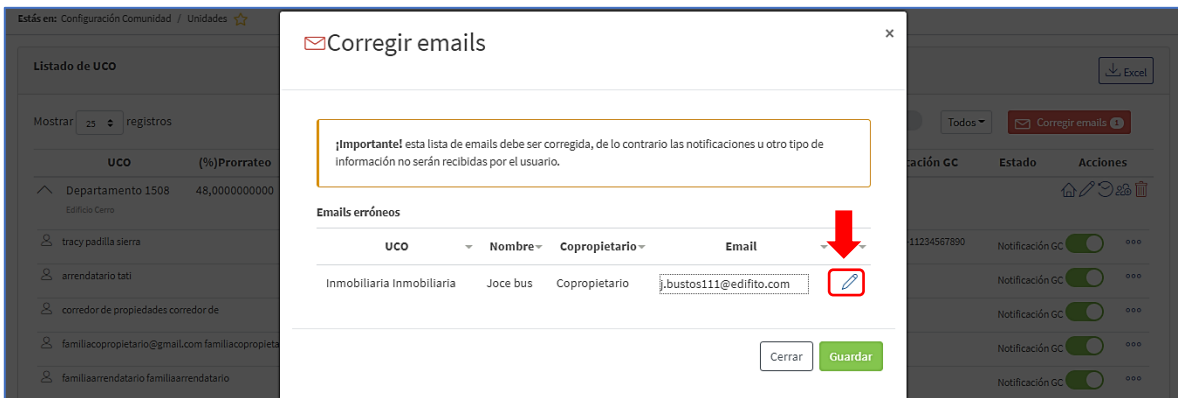 Estás en: Configuración Comunidad / Unidades
Corregir emails
×
Listado de UCO
Excel
Mostrar 25 registros
Todos
Corregir emails 1
¡Importante! esta lista de emails debe ser corregida, de lo contrario las notificaciones u otro tipo de
información no serán recibidas por el usuario.
UCO (%)Prorrateo
cación GC Estado Acciones
Departamento 1508 48,0000000000
Edificio Cerro
Emails erróneos
UCO Nombre Copropietario Email
tracy padilla sierra
-11234567890 Notificación GC
Inmobiliaria Inmobiliaria Joce bus Copropietario j.bustos111@edifito.com
arrendatario tati
Notificación GC
corredor de propiedades corredor de
Notificación GC
familiacopropietario@gmail.com familiacopropieta
Notificación GC
Cerrar Guardar
familiaarrendatario familiaarrendatario
Notificación GC